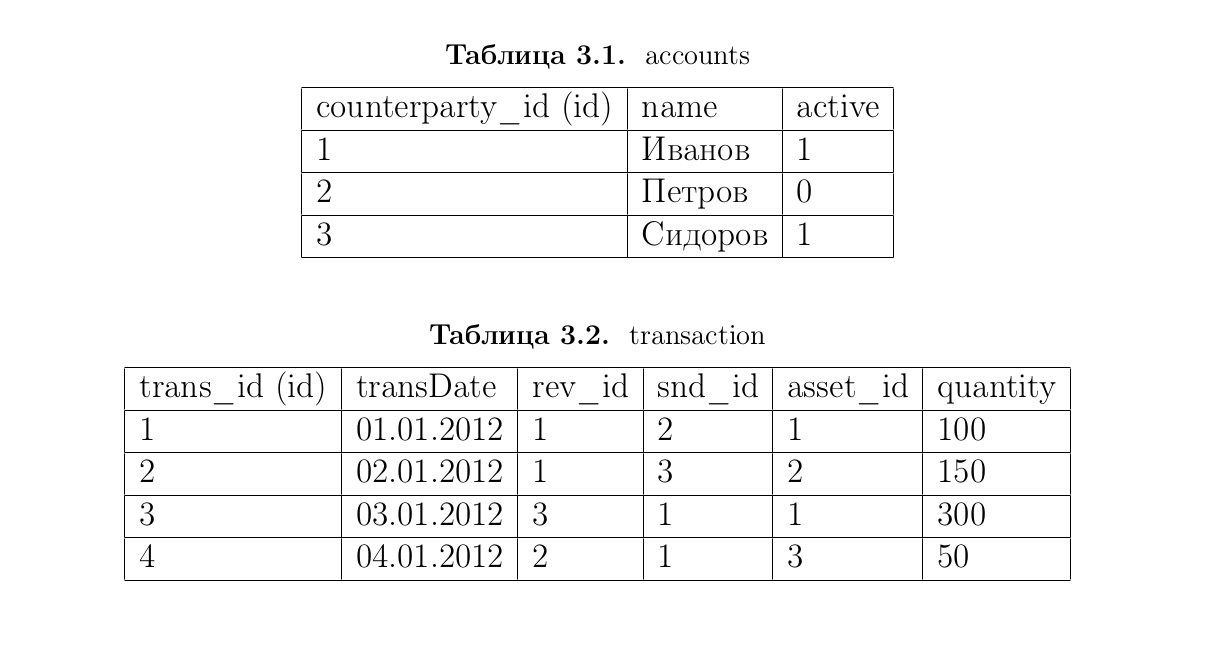 Таблица 3.1. accounts
counterparty_id (id) name active
1 Иванов 1
2 Петров 0
3 Сидоров 1
Таблица 3.2. transaction
trans_id (id) transDate rev_id snd_id asset_id quantity
1 01.01.2012 1 2 1 100
2 02.01.2012 1 3 2 150
3 03.01.2012 3 1 1 300
4 04.01.2012 2 1 3 50